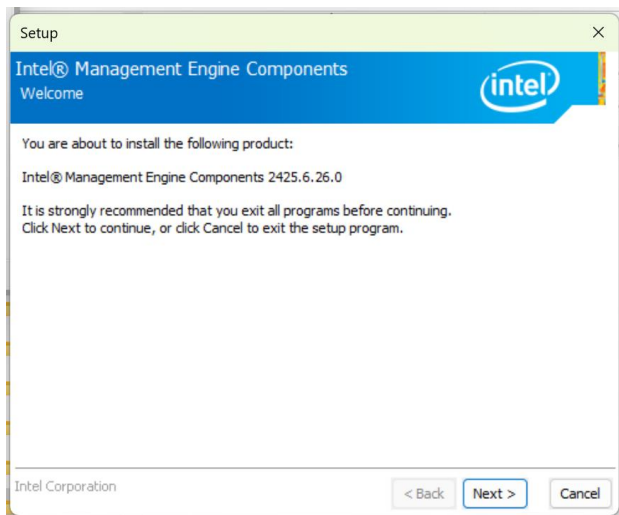 Setup
Intel® Management Engine Components
Welcome
intel
You are about to install the following product:
Intel® Management Engine Components 2425.6.26.0
It is strongly recommended that you exit all programs before continuing.
Click Next to continue, or click Cancel to exit the setup program.
Intel Corporation
< Back Next > Cancel